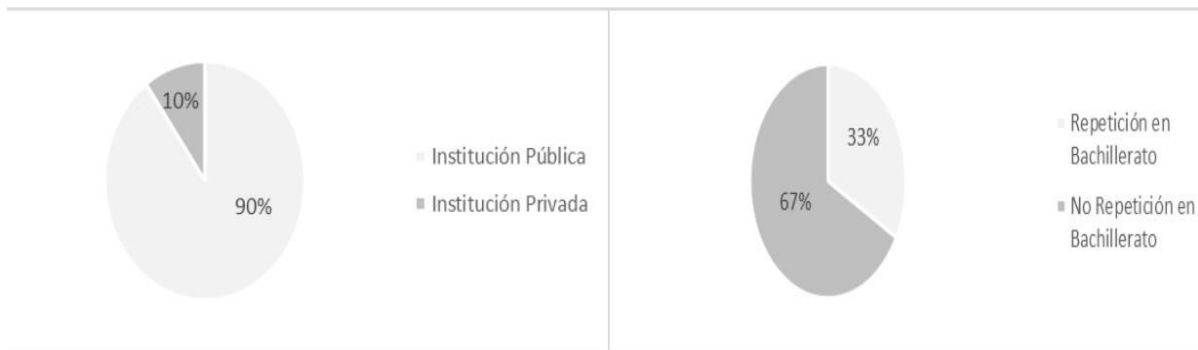 10%
90%
Institución Pública
Institución Privada
33%
67%
Repetición en
Bachillerato
No Repetición en
Bachillerato